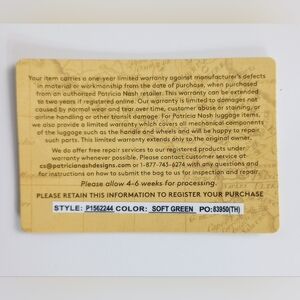 Your item carries a one-year limited warranty against manufacturer's defects
in material or workmanship from the date of purchase, when purchased
from an authorized Patricia Nash retailer. This warranty can be extended
to two years if registered online. Our warranty is limited to damages not
caused by normal wear and tear over time, customer abuse or staining, or
airline handling or other transit damage. For Patricia Nash luggage items,
we also provide a limited warranty which covers all mechanical components
of the luggage such as the handle and wheels and will be happy to repair
such parts. This limited warranty does not cover
We do offer free repair services to our registered products under
warranty whenever possible. Please contact customer service at-
cs@patricianashdesigns.com or 1-877-745-6274 with any questions and
for instructions on how to submit the bag to us for inspection and repair.
Please allow 4-6 weeks for processing.
PLEASE RETAIN THIS INFORMATION TO REGISTER YOUR PURCHASE
STYLE: P1562244 COLOR: SOFT GREEN PO:83950(TH)